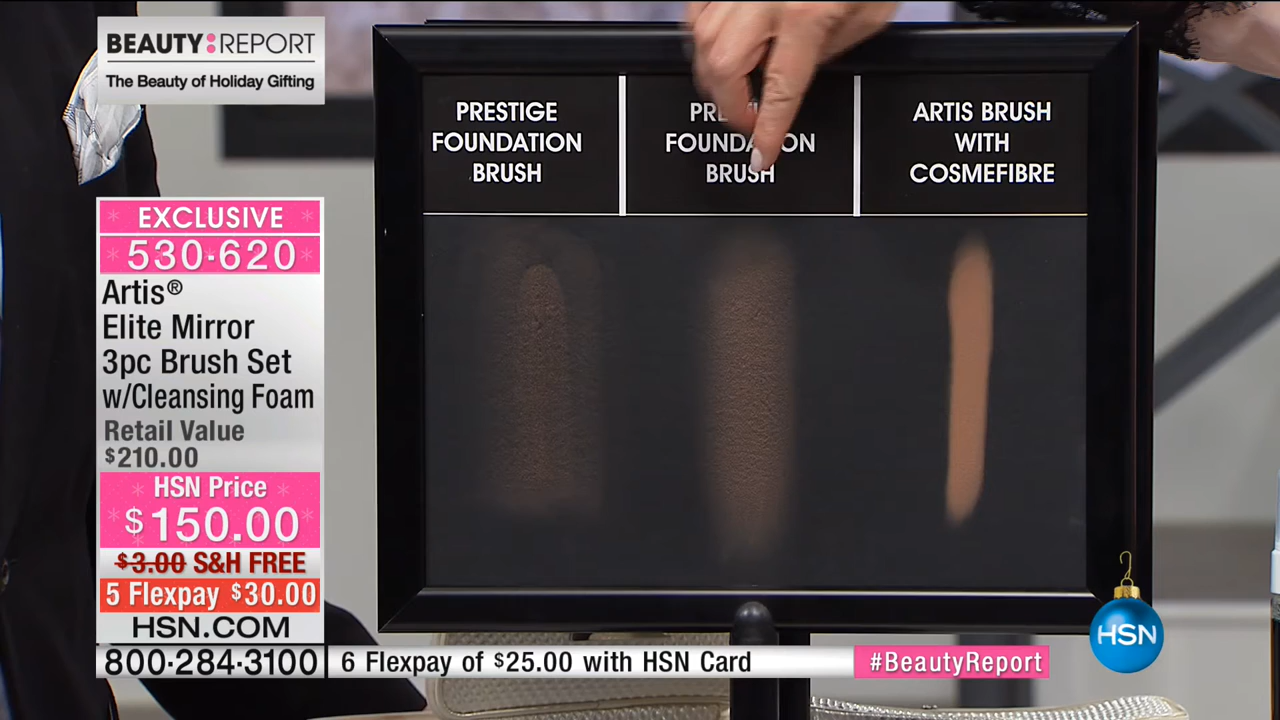 BEAUTY:REPORT
The Beauty of Holiday Gifting
PRESTIGE
FOUNDATION
BRUSH
FOUNDATION
BRUSH
ARTIS BRUSH
WITH
COSMEFIBRE
EXCLUSIVE
530·620
Artis®
Elite Mirror
3pc Brush Set
w/Cleansing Foam
Retail Value
$210.00
HSN Price
$150.00
$3.00 S&H FREE
5 Flexpay $30.00
HSN.COM
800·284·3100
6 Flexpay of $25.00 with HSN Card
#BeautyReport
HSN